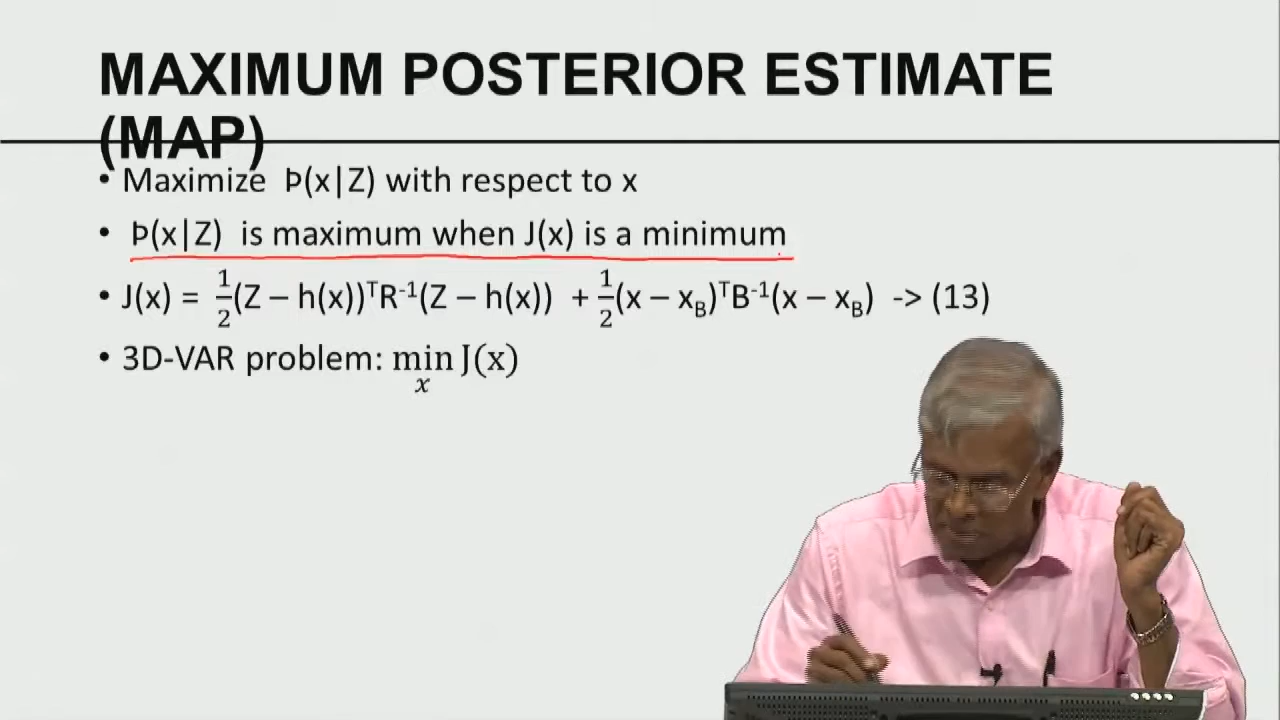 MAXIMUM POSTERIOR ESTIMATE
(MAP)
• Maximize Þ(x|Z) with respect to x
• Þ(x|Z) is maximum when J(x) is a minimum
• J(x) = ½(Z – h(x))ᵀR⁻¹(Z – h(x)) + ½(x – x_B)ᵀB⁻¹(x – x_B) -> (13)
• 3D-VAR problem: min J(x)
x